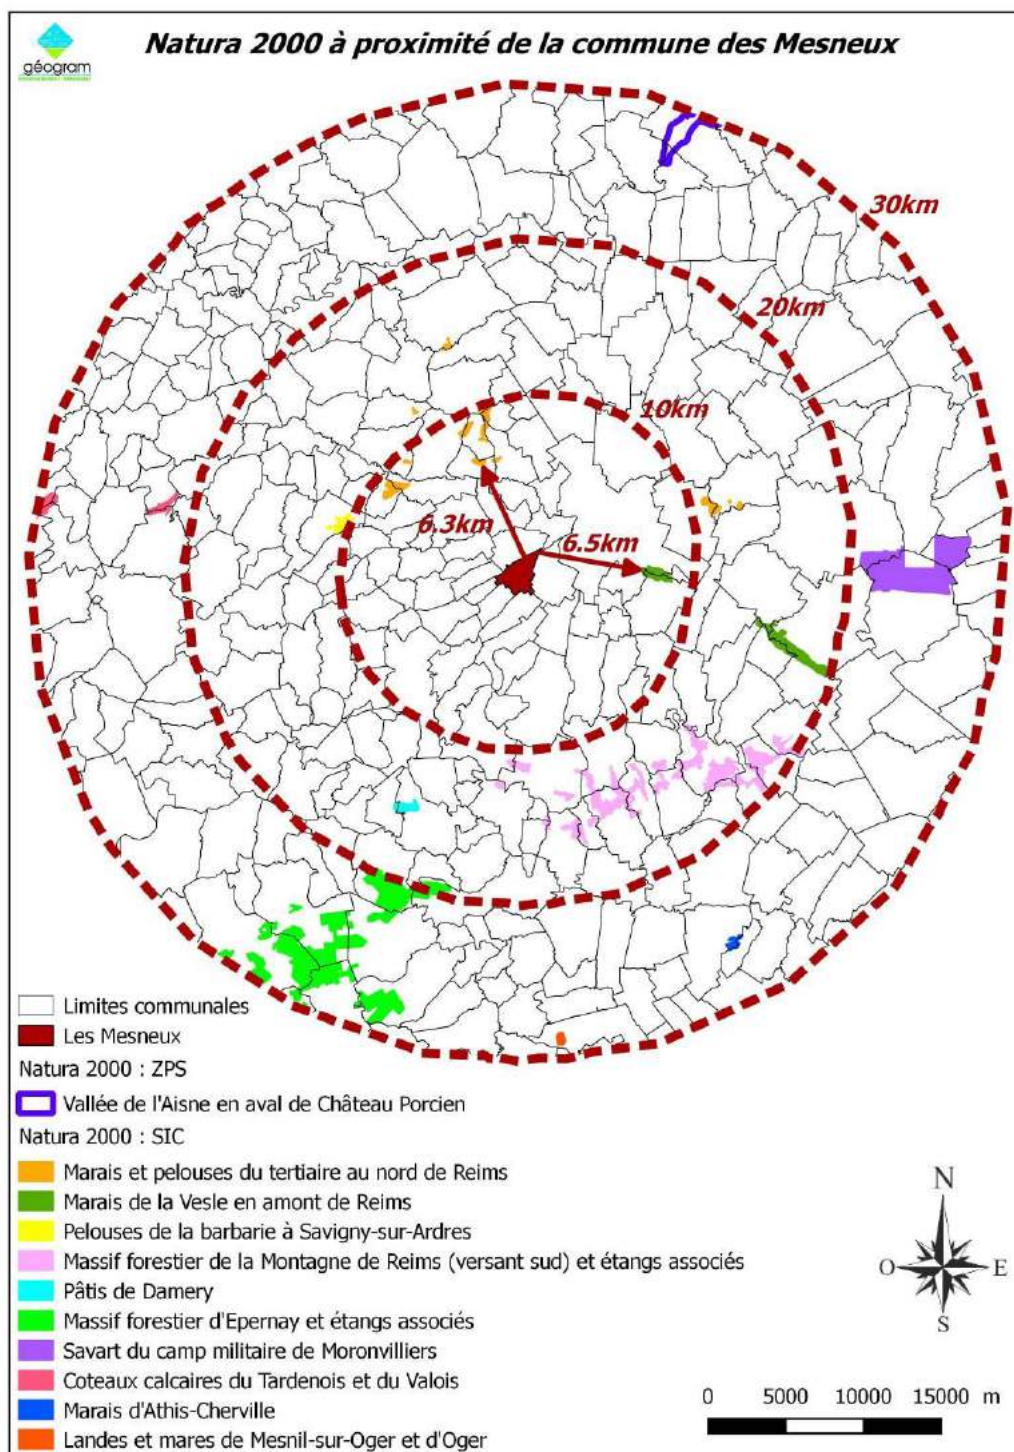 Natura 2000 à proximité de la commune des Mesneux
géogram
30km
20km
10km
6.3km
6.5km
Limites communales
Les Mesneux
Natura 2000 : ZPS
Vallée de l'Aisne en aval de Château Porcien
Natura 2000 : SIC
Marais et pelouses du tertiaire au nord de Reims
Marais de la Vesle en amont de Reims
Pelouses de la barbarie à Savigny-sur-Ardres
Massif forestier de la Montagne de Reims (versant sud) et étangs associés
Pâtis de Damery
Massif forestier d'Epernay et étangs associés
Savart du camp militaire de Moronvilliers
Coteaux calcaires du Tardenois et du Valois
Marais d'Athis-Cherville
Landes et mares de Mesnil-sur-Oger et d'Oger
N
O E
S
0 5000 10000 15000 m